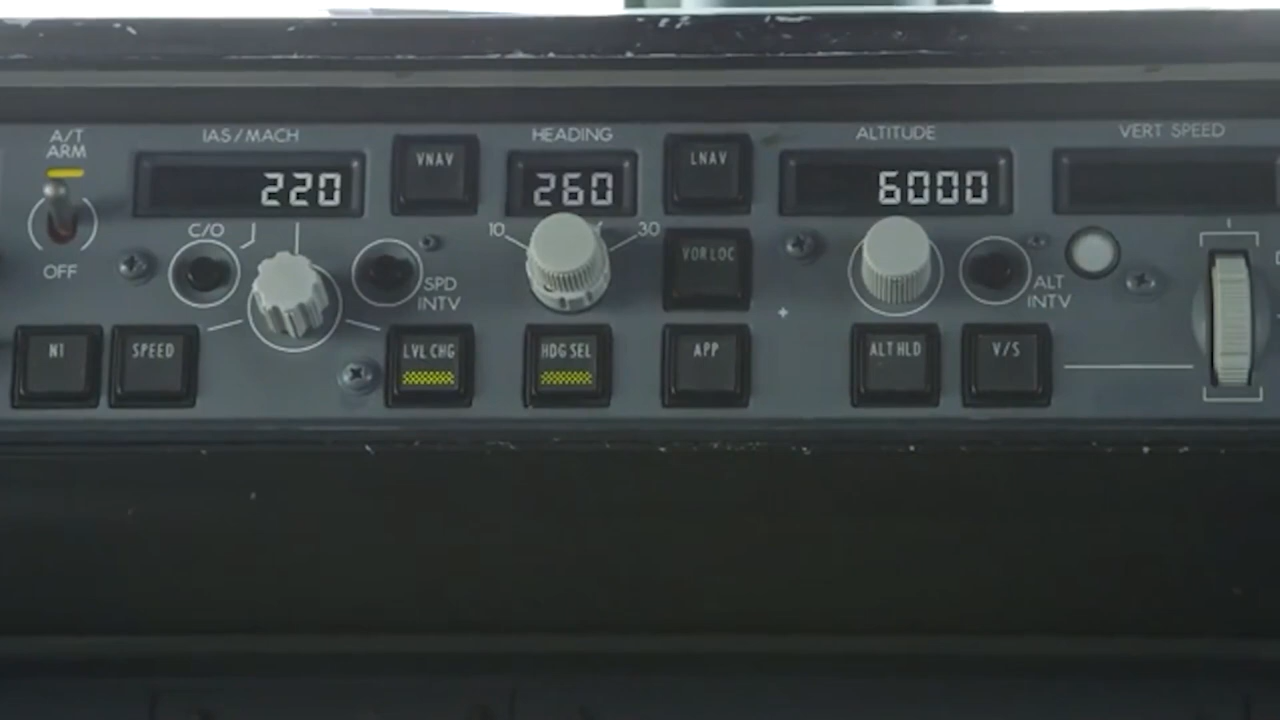 A/T
ARM
OFF
IAS/MACH
220
C/O
SPD
INTV
N1
SPEED
VNAV
LVL CHG
HEADING
260
10
30
HDG SEL
LNAV
VOR LOC
APP
ALTITUDE
6000
ALT
INTV
ALT HLD
V/S
VERT SPEED